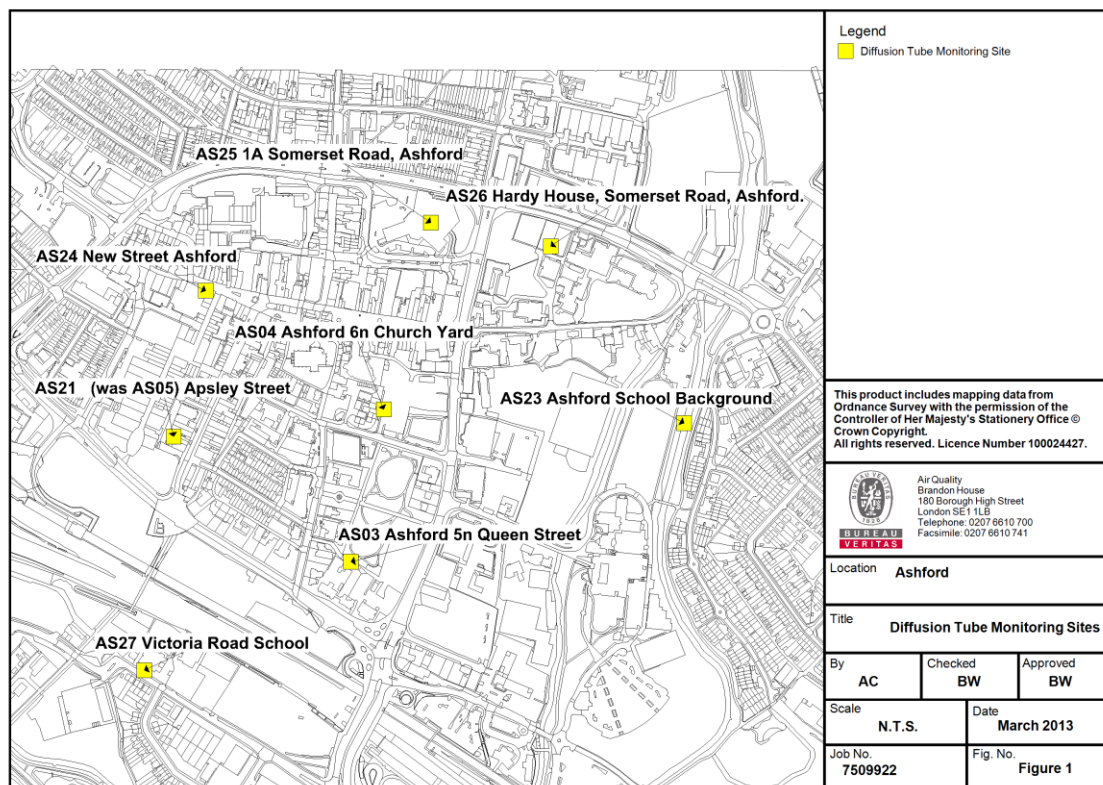 AS25 1A Somerset Road, Ashford
AS26 Hardy House, Somerset Road, Ashford.
AS24 New Street Ashford
AS04 Ashford 6n Church Yard
AS21 (was AS05) Apsley Street
AS23 Ashford School Background
AS03 Ashford 5n Queen Street
AS27 Victoria Road School
Legend
Diffusion Tube Monitoring Site
This product includes mapping data from
Ordnance Survey with the permission of the
Controller of Her Majesty's Stationery Office ©
Crown Copyright.
All rights reserved. Licence Number 100024427.
BUREAU VERITAS
1828
BUREAU
VERITAS
Air Quality
Brandon House
180 Borough High Street
London SE1 1LB
Telephone: 0207 6610 700
Facsimile: 0207 6610 741
Location Ashford
Title Diffusion Tube Monitoring Sites
By
AC
Checked
BW
Approved
BW
Scale
N.T.S.
Date
March 2013
Job No.
7509922
Fig. No.
Figure 1